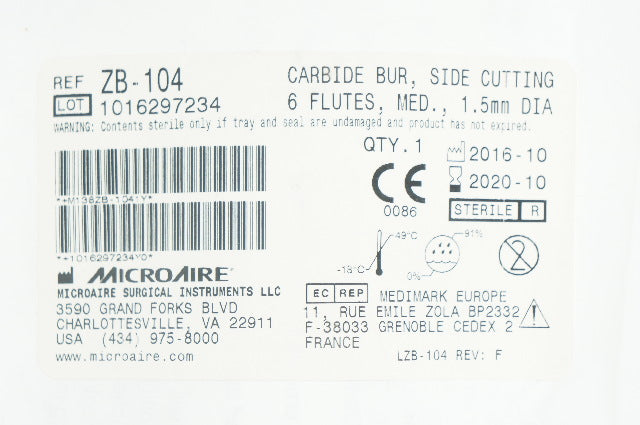 REF ZB-104
LOT 1016297234
CARBIDE BUR, SIDE CUTTING
6 FLUTES, MED., 1.5mm DIA
WARNING: Contents sterile only if tray and seal are undamaged and product has not expired.
QTY.1
2016-10
2020-10
CE
0086
STERILE R
*+M138ZB-1041Y*
*+1016297234Y0*
-18°C
49°C
0%
91%
2
MICROAIRE®
MICROAIRE SURGICAL INSTRUMENTS LLC
3590 GRAND FORKS BLVD
CHARLOTTESVILLE, VA 22911
USA (434) 975-8000
www.microaire.com
EC REP MEDIMARK EUROPE
11, RUE EMILE ZOLA BP2332
F-38033 GRENOBLE CEDEX 2
FRANCE
LZB-104 REV: F